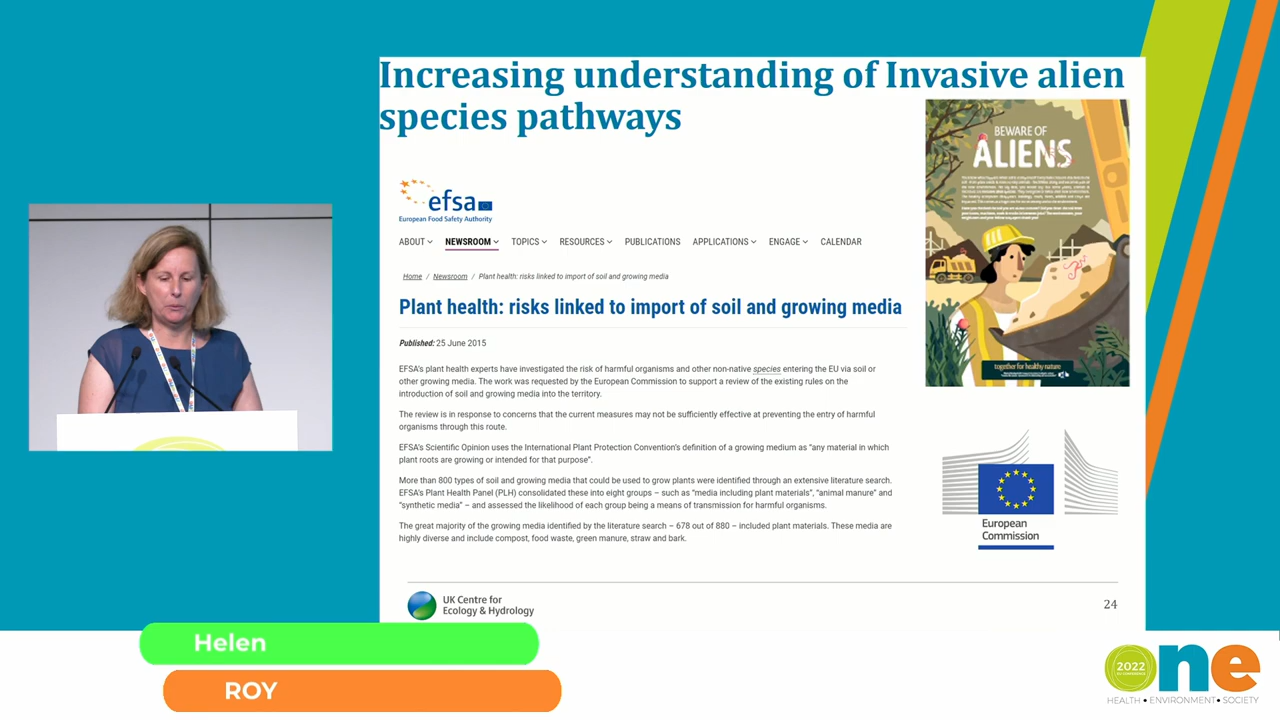 Increasing understanding of Invasive alien
species pathways
efsa
European Food Safety Authority
ABOUT NEWSROOM TOPICS RESOURCES PUBLICATIONS APPLICATIONS ENGAGE CALENDAR
Home / Newsroom / Plant health: risks linked to import of soil and growing media
Plant health: risks linked to import of soil and growing media
Published: 25 June 2015
EFSA's plant health experts have investigated the risk of harmful organisms and other non-native species entering the EU via soil or
other growing media. The work was requested by the European Commission to support a review of the existing rules on the
introduction of soil and growing media into the territory.
The review is in response to concerns that the current measures may not be sufficiently effective at preventing the entry of harmful
organisms through this route.
EFSA's Scientific Opinion uses the International Plant Protection Convention's definition of a growing medium as "any material in which
plant roots are growing or intended for that purpose".
More than 800 types of soil and growing media that could be used to grow plants were identified through an extensive literature search.
EFSA's Plant Health Panel (PLH) consolidated these into eight groups – such as "media including plant materials", "animal manure" and
"synthetic media" – and assessed the likelihood of each group being a means of transmission for harmful organisms.
The great majority of the growing media identified by the literature search – 678 out of 880 – included plant materials. These media are
highly diverse and include compost, food waste, green manure, straw and bark.
BEWARE OF
ALIENS
together for healthy nature
European
Commission
UK Centre for
Ecology & Hydrology
24
Helen
ROY
2022
one
HEALTH • ENVIRONMENT • SOCIETY